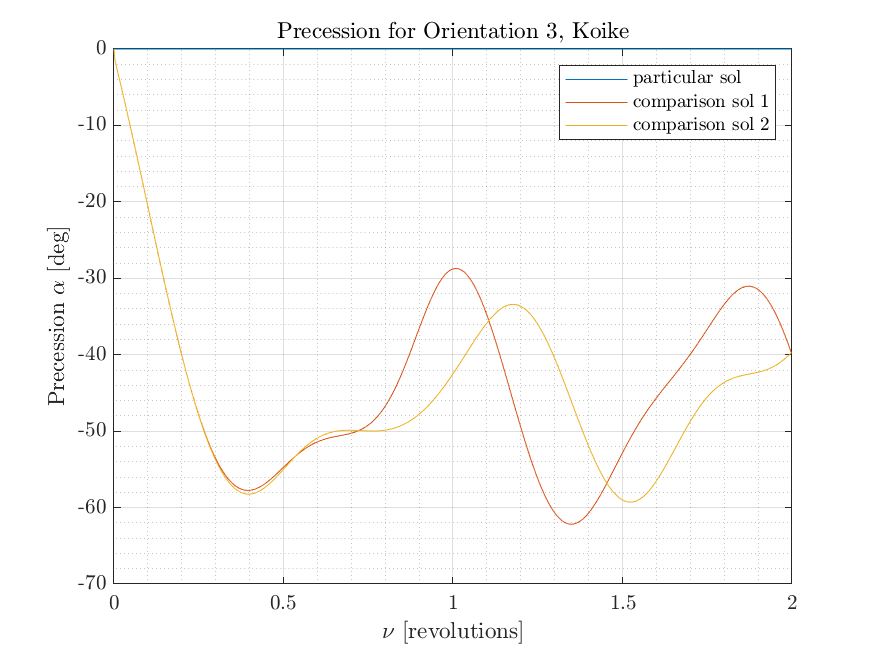 Precession for Orientation 3, Koike
particular sol
comparison sol 1
comparison sol 2
0
-10
-20
-30
-40
-50
-60
-70
Precession α [deg]
0 0.5 1 1.5 2
ν [revolutions]